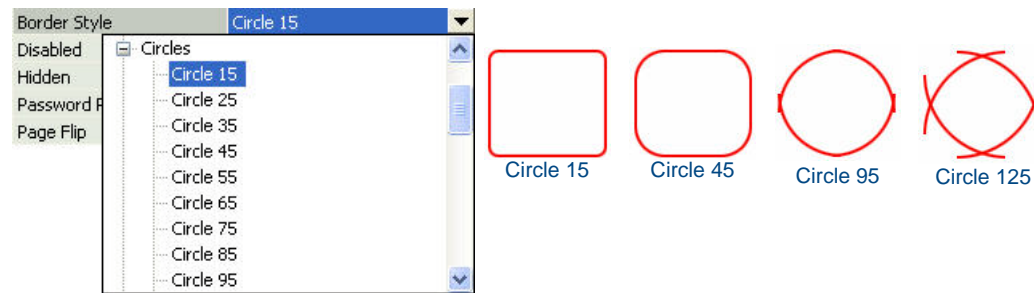 Border Style Circle 15
Disabled
Hidden
Password P
Page Flip
Circles
Circle 15
Circle 25
Circle 35
Circle 45
Circle 55
Circle 65
Circle 75
Circle 85
Circle 95
Circle 15 Circle 45 Circle 95 Circle 125